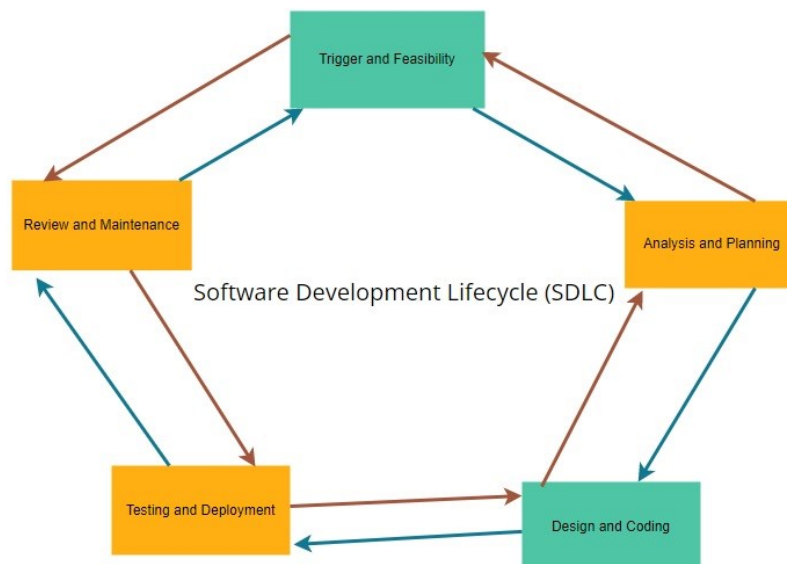 Trigger and Feasibility
Review and Maintenance
Analysis and Planning
Software Development Lifecycle (SDLC)
Testing and Deployment
Design and Coding